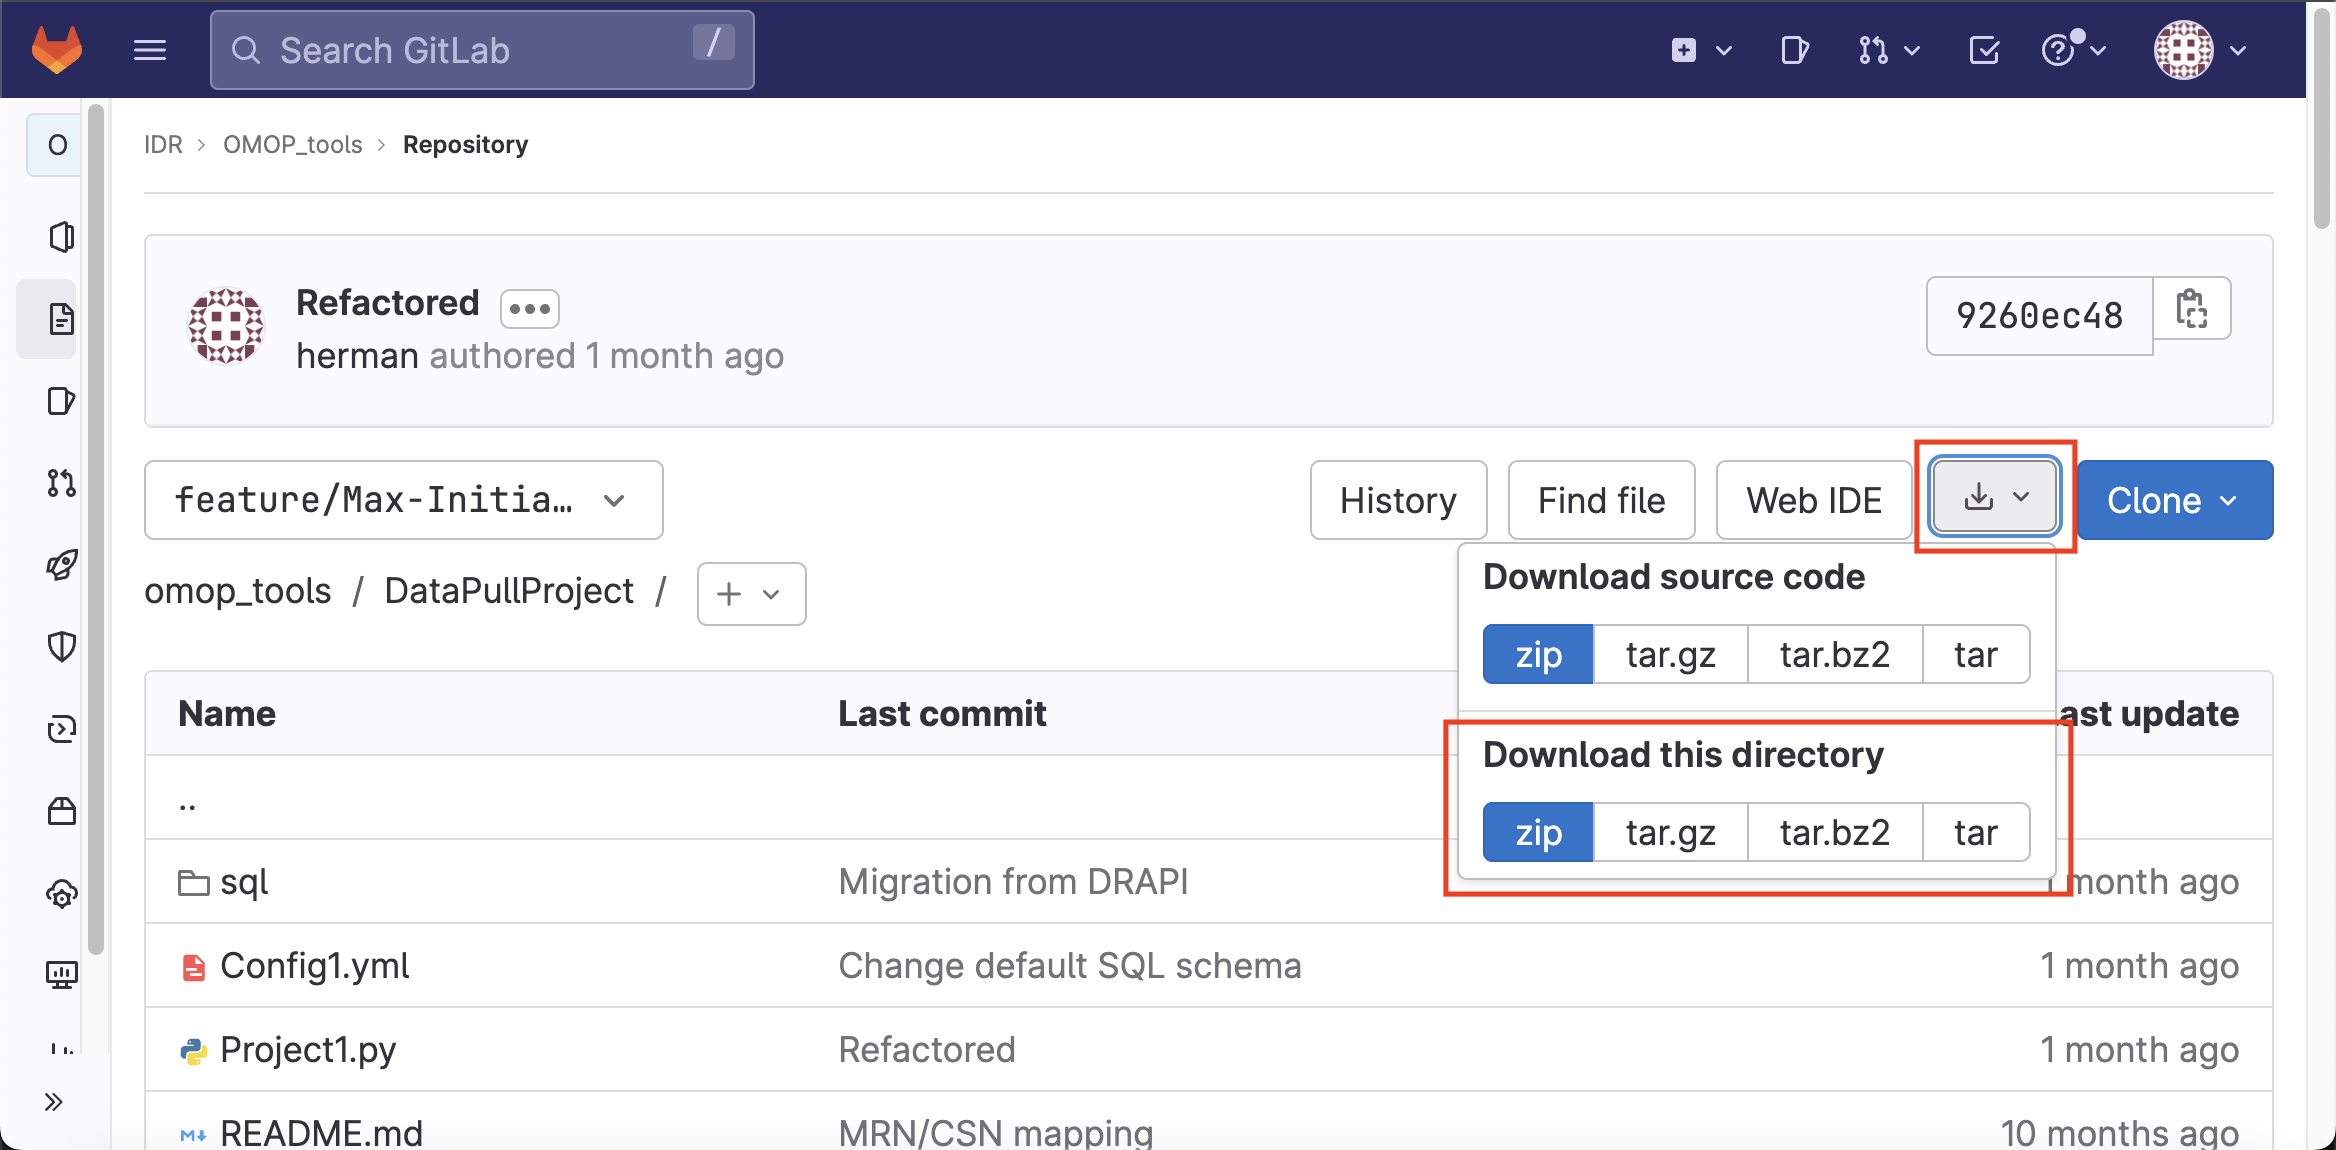 Search GitLab /
O
IDR > OMOP_tools > Repository
Refactored •••
herman authored 1 month ago
9260ec48
feature/Max-Initia…
History
Find file
Web IDE
Clone
omop_tools / DataPullProject / +
Download source code
zip tar.gz tar.bz2 tar
Download this directory
zip tar.gz tar.bz2 tar
Name Last commit ast update
..
sql Migration from DRAPI 1 month ago
Config1.yml Change default SQL schema 1 month ago
Project1.py Refactored 1 month ago
README.md MRN/CSN mapping 10 months ago